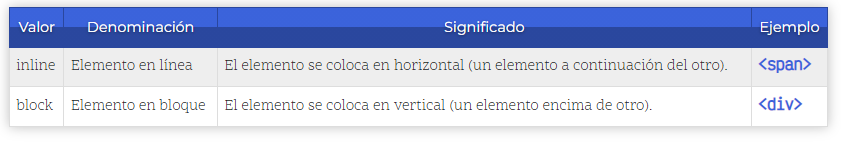 Valor Denominación Significado Ejemplo
inline Elemento en línea El elemento se coloca en horizontal (un elemento a continuación del otro). <span>
block Elemento en bloque El elemento se coloca en vertical (un elemento encima de otro). <div>